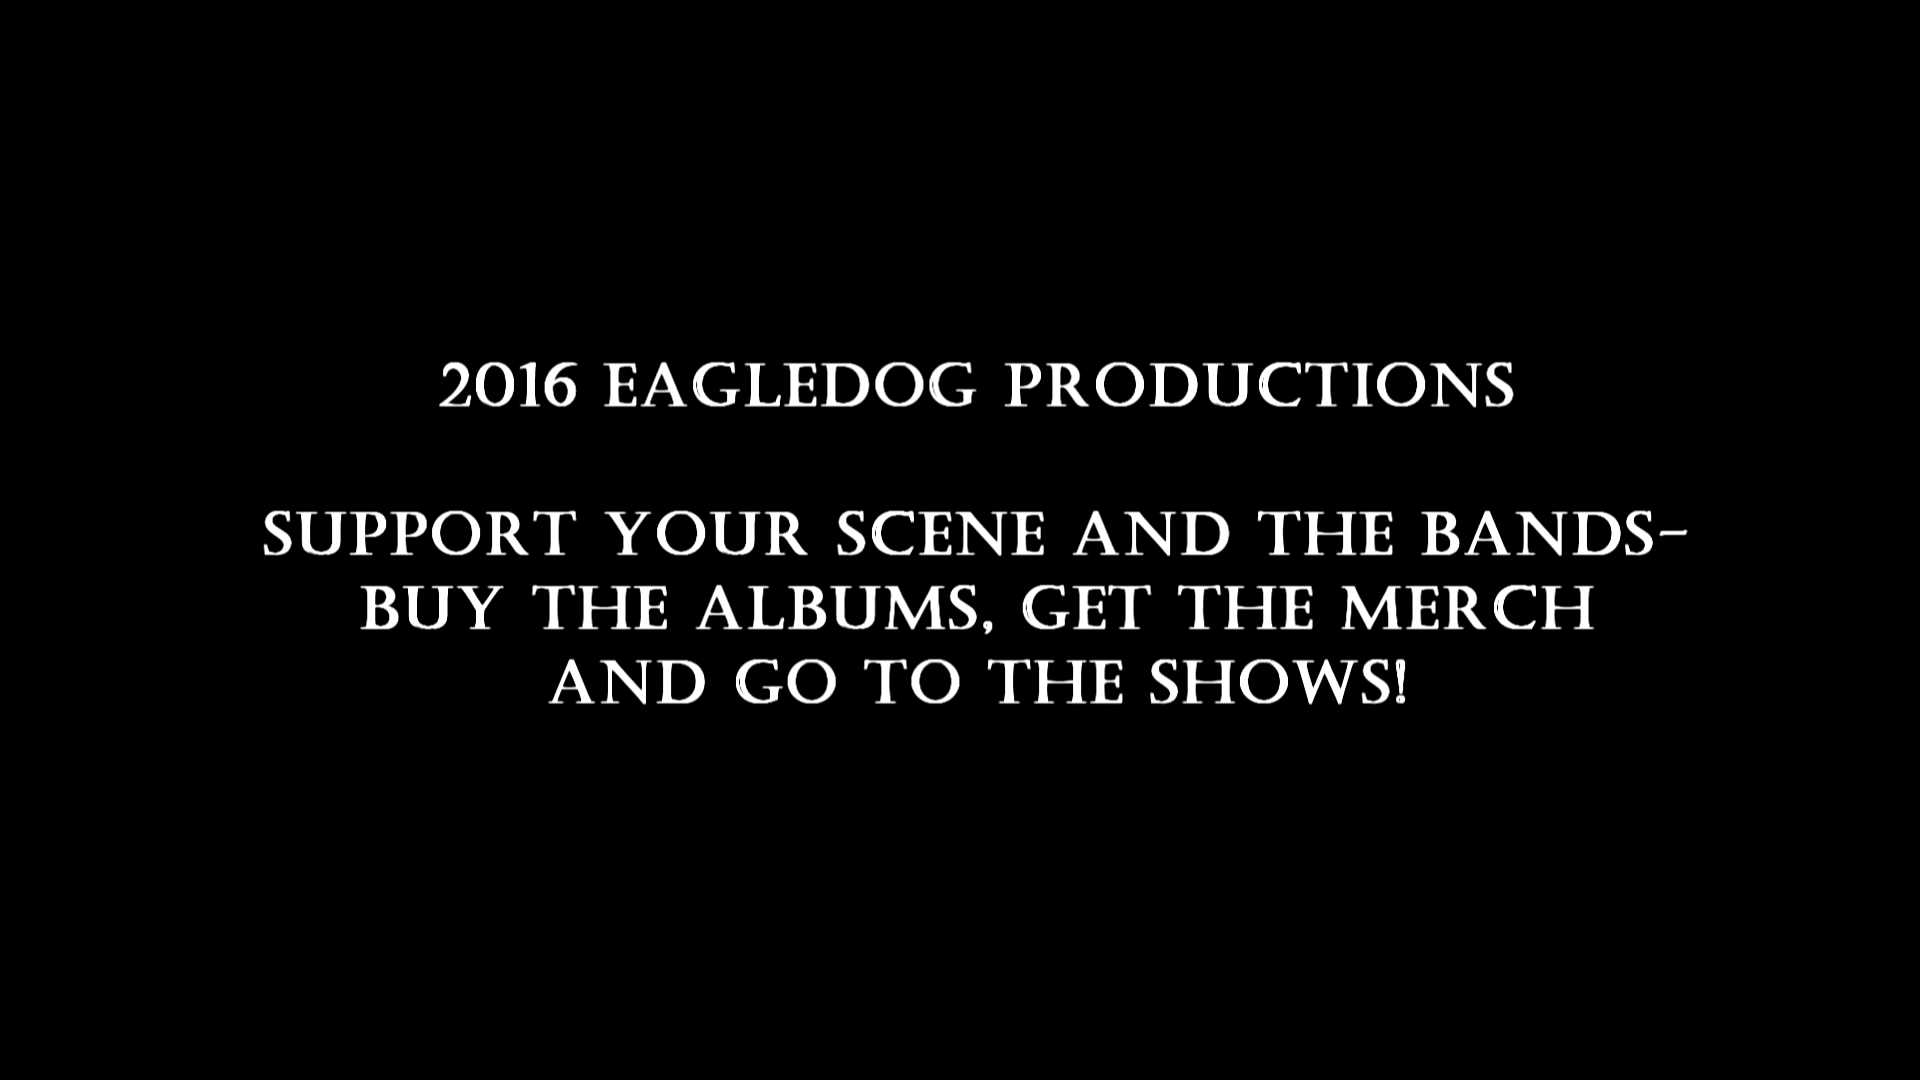 2016 EAGLEDOG PRODUCTIONS
SUPPORT YOUR SCENE AND THE BANDS-
BUY THE ALBUMS, GET THE MERCH
AND GO TO THE SHOWS!